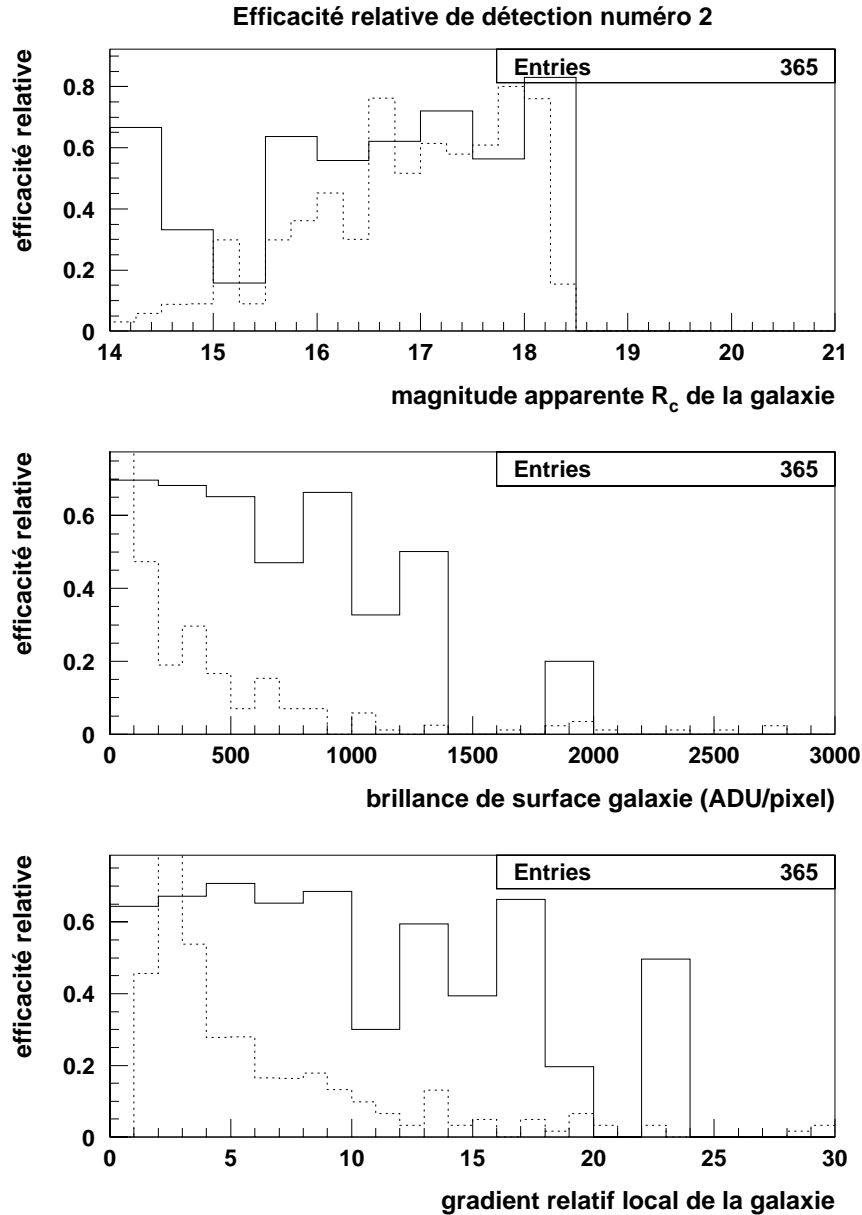 Efficacité relative de détection numéro 2
efficacité relative
Entries 365
0.8
0.6
0.4
0.2
0
14 15 16 17 18 19 20 21
magnitude apparente Rc de la galaxie
efficacité relative
Entries 365
0.6
0.4
0.2
0
0 500 1000 1500 2000 2500 3000
brillance de surface galaxie (ADU/pixel)
efficacité relative
Entries 365
0.6
0.4
0.2
0
0 5 10 15 20 25 30
gradient relatif local de la galaxie